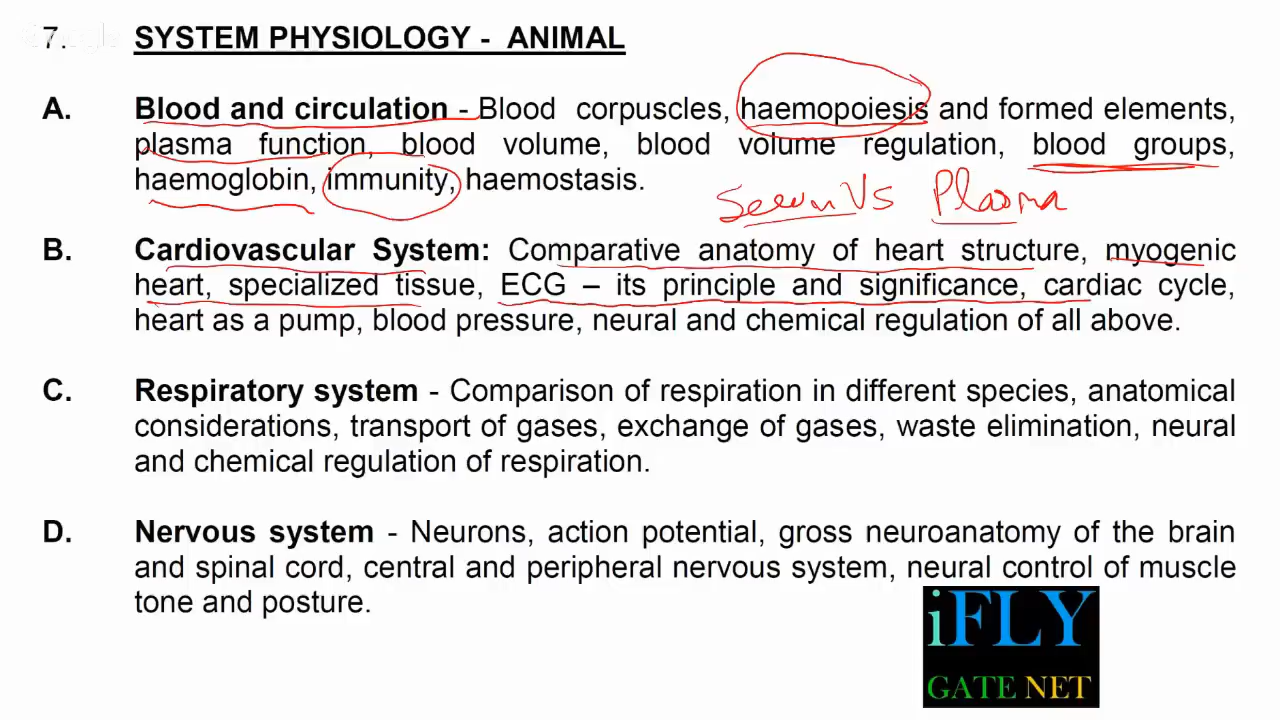 7. SYSTEM PHYSIOLOGY - ANIMAL
A. Blood and circulation - Blood corpuscles, haemopoiesis and formed elements,
plasma function, blood volume, blood volume regulation, blood groups,
haemoglobin, immunity, haemostasis.
Serum Vs Plasma
B. Cardiovascular System: Comparative anatomy of heart structure, myogenic
heart, specialized tissue, ECG – its principle and significance, cardiac cycle,
heart as a pump, blood pressure, neural and chemical regulation of all above.
C. Respiratory system - Comparison of respiration in different species, anatomical
considerations, transport of gases, exchange of gases, waste elimination, neural
and chemical regulation of respiration.
D. Nervous system - Neurons, action potential, gross neuroanatomy of the brain
and spinal cord, central and peripheral nervous system, neural control of muscle
tone and posture.
iFLY
GATE NET